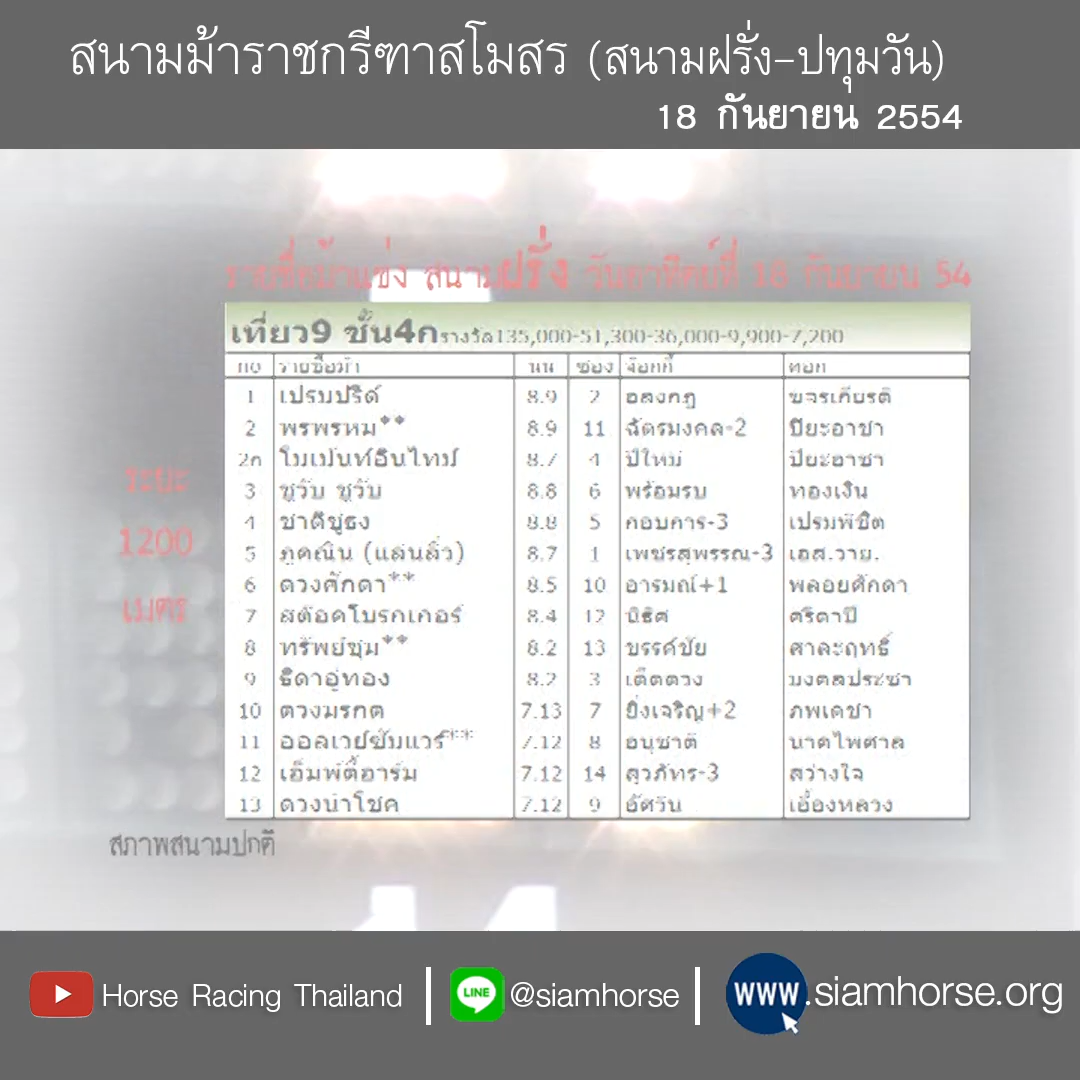 สนามม้าราชกรีฑาสโมสร (สนามฝรั่ง-ปทุมวัน)
18 กันยายน 2554
รายชื่อม้าแข่ง สนามฝรั่ง วันอาทิตย์ที่ 18 กันยายน 54
เที่ยว9 ชั้น4ก รางวัล135,000-51,300-36,000-9,900-7,200
no รายชื่อม้า นน ซอง จ๊อกกี้ คอก
1 เปรมปรีด์ 8.9 2 อลงกฎ ขจรเกียรติ
2 พรพรหม** 8.9 11 ฉัตรมงคล-2 ปิยะอาชา
2ก โมเม้นท์อินไทม์ 8.7 4 ปีใหม่ ปิยะอาชา
3 ชูวับ ชูวับ 8.8 6 พร้อมรบ ทองเงิน
4 ชาติชูธง 8.8 5 กอบการ-3 เปรมพิชิต
5 ภูคณิน (แล่นลิ่ว) 8.7 1 เพชรสุพรรณ-3 เอส.วาย.
6 ดวงศักดา** 8.5 10 อารมณ์+1 พลอยศักดา
7 สต๊อคโบรกเกอร์ 8.4 12 นิธิศ ศรีดาปี
8 ทรัพย์ชุม** 8.2 13 บรรค์ชัย ศาละฤทธิ์
9 ธิดาอู่ทอง 8.2 3 เต็ดดวง มงคลประชา
10 ดวงมรกต 7.13 7 ยิ่งเจริญ+2 ภพเดชา
11 ออลเวย์ซัมแวร์** 7.12 8 อนุชาติ นาคไพศาล
12 เอ็มพีตี้อาร์ม 7.12 14 สุวภัทร-3 สว่างใจ
13 ดวงนำโชค 7.12 9 อัศวิน เอื้องหลวง
ระยะ
1200
เมตร
สภาพสนามปกติ
Horse Racing Thailand
LINE @siamhorse
www.siamhorse.org